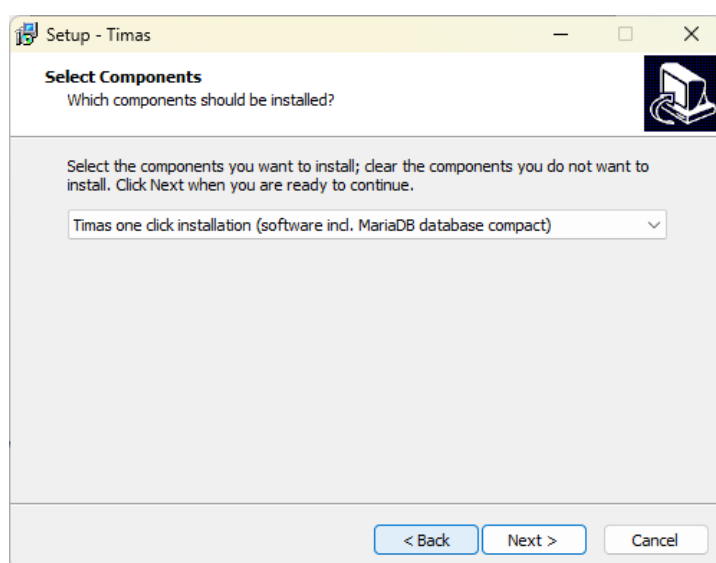 Setup - Timas
Select Components
Which components should be installed?
Select the components you want to install; clear the components you do not want to
install. Click Next when you are ready to continue.
Timas one click installation (software incl. MariaDB database compact)
< Back
Next >
Cancel